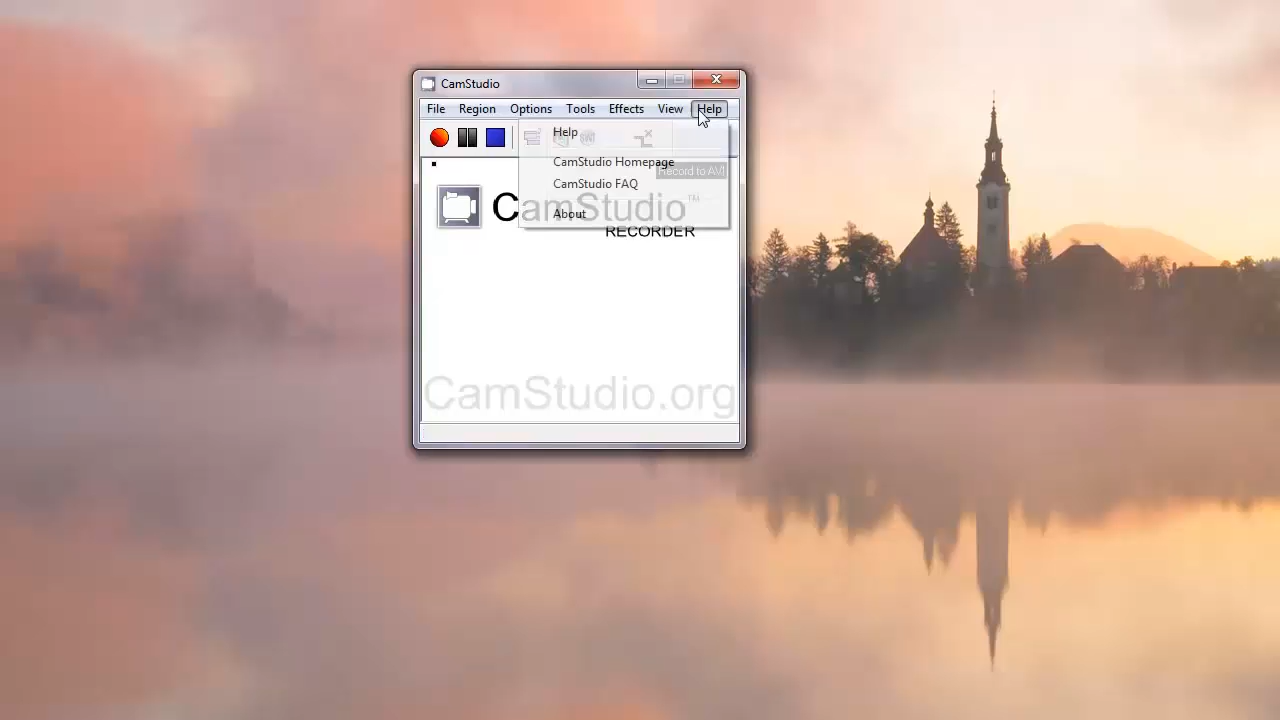 CamStudio
File Region Options Tools Effects View Help
Help
CamStudio Homepage
Record to AVI
CamStudio FAQ
CamStudio™
About
RECORDER
CamStudio.org